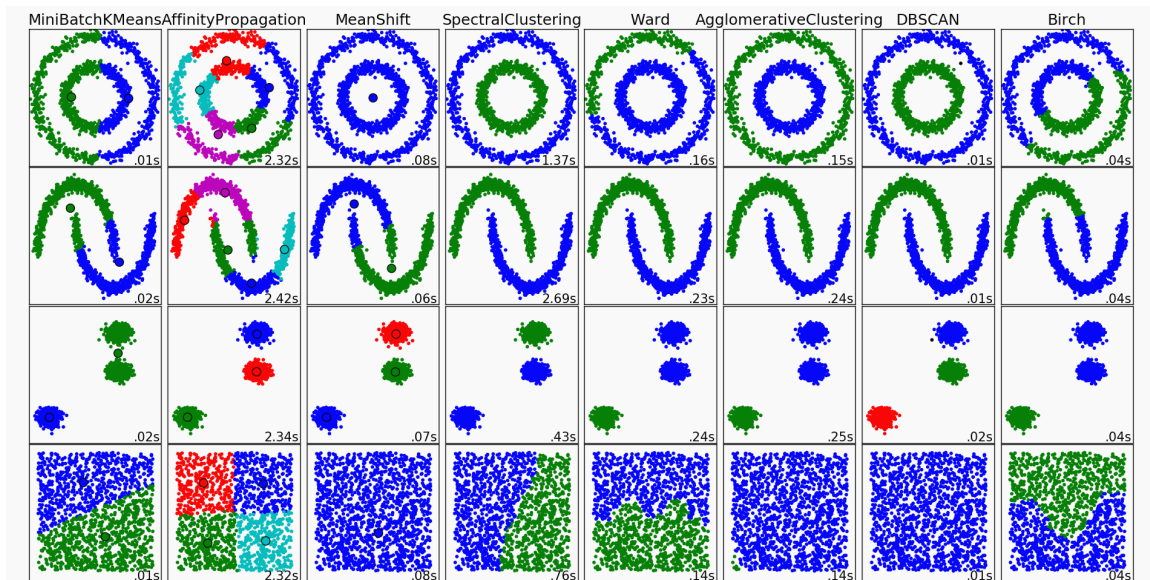 MiniBatchKMeans AffinityPropagation MeanShift SpectralClustering Ward AgglomerativeClustering DBSCAN Birch
.01s 2.32s .08s 1.37s .16s .15s .01s .04s
.02s 2.42s .06s 2.69s .23s .24s .01s .04s
.02s 2.34s .07s .43s .24s .25s .02s .04s
.01s 2.32s .08s .76s .14s .14s .01s .04s